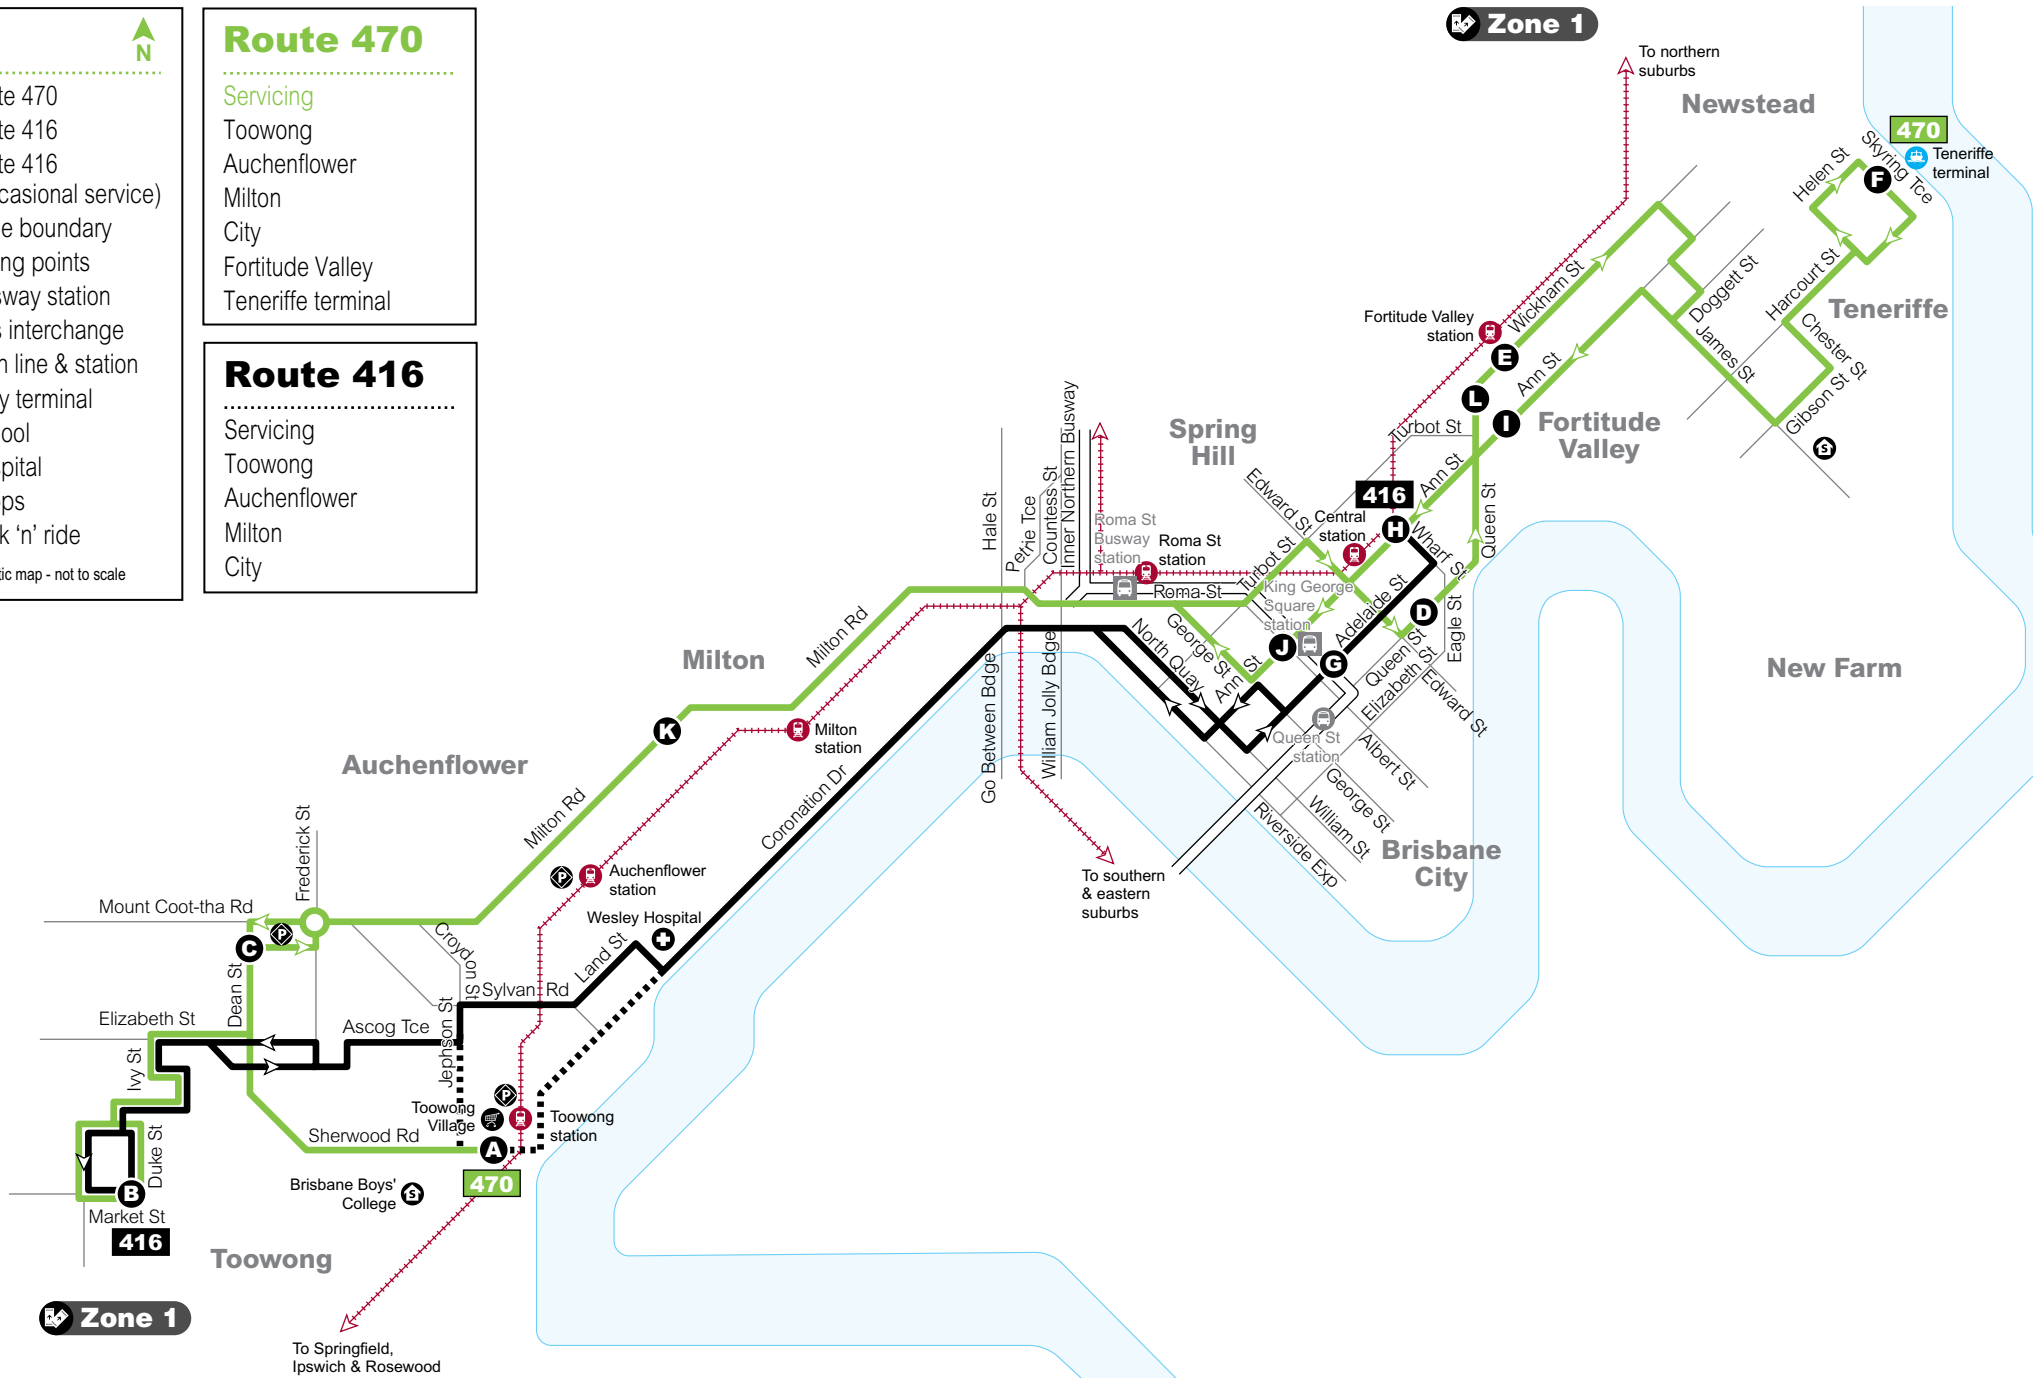 N
te 470
te 416
te 416
casional service)
e boundary
ng points
sway station
s interchange
n line & station
y terminal
ool
spital
ops
k ‘n’ ride
tic map - not to scale
Route 470
Servicing
Toowong
Auchenflower
Milton
City
Fortitude Valley
Teneriffe terminal
Route 416
Servicing
Toowong
Auchenflower
Milton
City
Zone 1
To northern
suburbs
Newstead
470
Teneriffe
terminal
Skyring Tce
Helen St
F
Harcourt St
Teneriffe
Doggett St
James St
Chester St
Gibson St
S
Wickham St
Fortitude Valley
station
E
L
I
Ann St
Fortitude
Valley
Turbot St
Ann St
Queen St
Spring
Hill
Edward St
416
Central
station
H
Wharf St
Hale St
Petrie Tce
Countess St
Inner Northern Busway
Roma St
Busway
station
Roma St
station
Roma St
Turbot St
King George
Square
station
J
G
D
Adelaide St
Eagle St
Queen St
Elizabeth St
Edward St
New Farm
North Quay
George St
Ann St
Queen St
station
Albert St
George St
William St
Riverside Exp
Brisbane
City
Go Between Bdge
William Jolly Bdge
To southern
& eastern
suburbs
Milton
Milton Rd
K
Milton
station
Coronation Dr
Auchenflower
Milton Rd
P
Auchenflower
station
Wesley Hospital
Land St
Sylvan Rd
Frederick St
Mount Coot-tha Rd
P
C
Croydon St
Dean St
Elizabeth St
Ascog Tce
Jephson St
Ivy St
Duke St
B
Market St
416
P
Toowong
Village
Toowong
station
Sherwood Rd
A
470
Brisbane Boys'
College
S
Toowong
Zone 1
To Springfield,
Ipswich & Rosewood